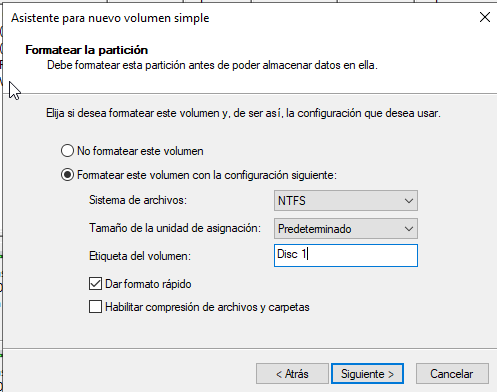 Asistente para nuevo volumen simple
Formatear la partición
Debe formatear esta partición antes de poder almacenar datos en ella.
Elija si desea formatear este volumen y, de ser así, la configuración que desea usar.
No formatear este volumen
Formatear este volumen con la configuración siguiente:
Sistema de archivos: NTFS
Tamaño de la unidad de asignación: Predeterminado
Etiqueta del volumen: Disc 1
Dar formato rápido
Habilitar compresión de archivos y carpetas
< Atrás Siguiente > Cancelar